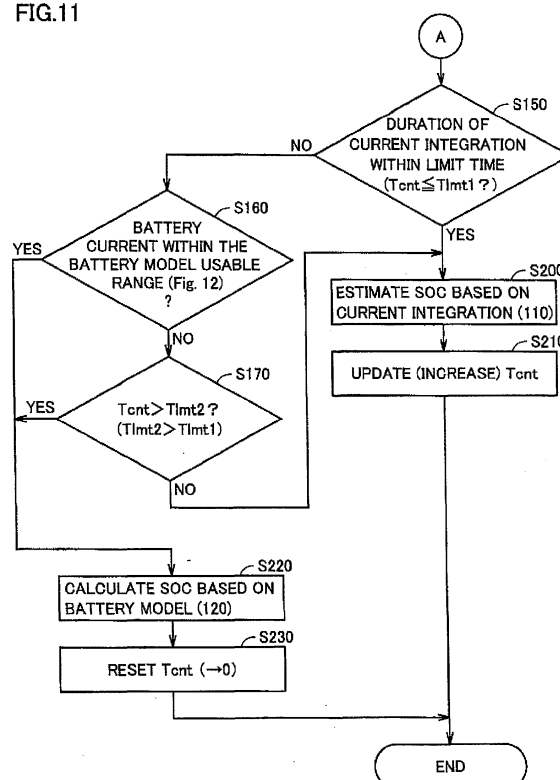 FIG.11
A
S150
DURATION OF
CURRENT INTEGRATION
WITHIN LIMIT TIME
(Tcnt≦Tlmt1?)
NO
YES
S160
BATTERY
CURRENT WITHIN THE
BATTERY MODEL USABLE
RANGE (Fig. 12)
?
YES
NO
S200
ESTIMATE SOC BASED ON
CURRENT INTEGRATION (110)
S210
UPDATE (INCREASE) Tcnt
S170
Tcnt>Tlmt2?
(Tlmt2>Tlmt1)
YES
NO
S220
CALCULATE SOC BASED ON
BATTERY MODEL (120)
S230
RESET Tcnt (→0)
END